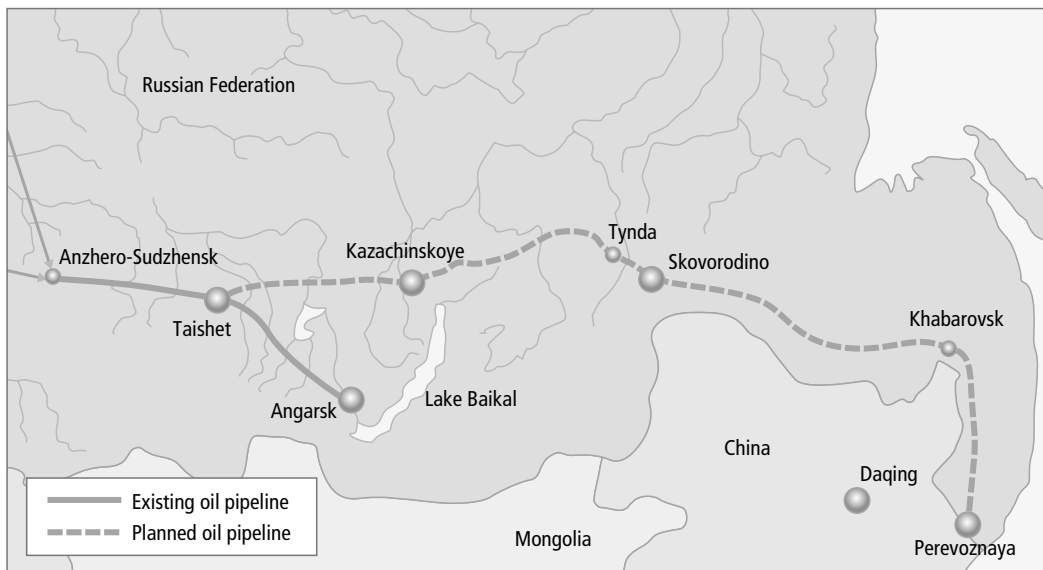 Russian Federation
Anzhero-Sudzhensk
Kazachinskoye
Tynda
Skovorodino
Taishet
Khabarovsk
Angarsk
Lake Baikal
China
Daqing
Existing oil pipeline
Planned oil pipeline
Mongolia
Perevoznaya